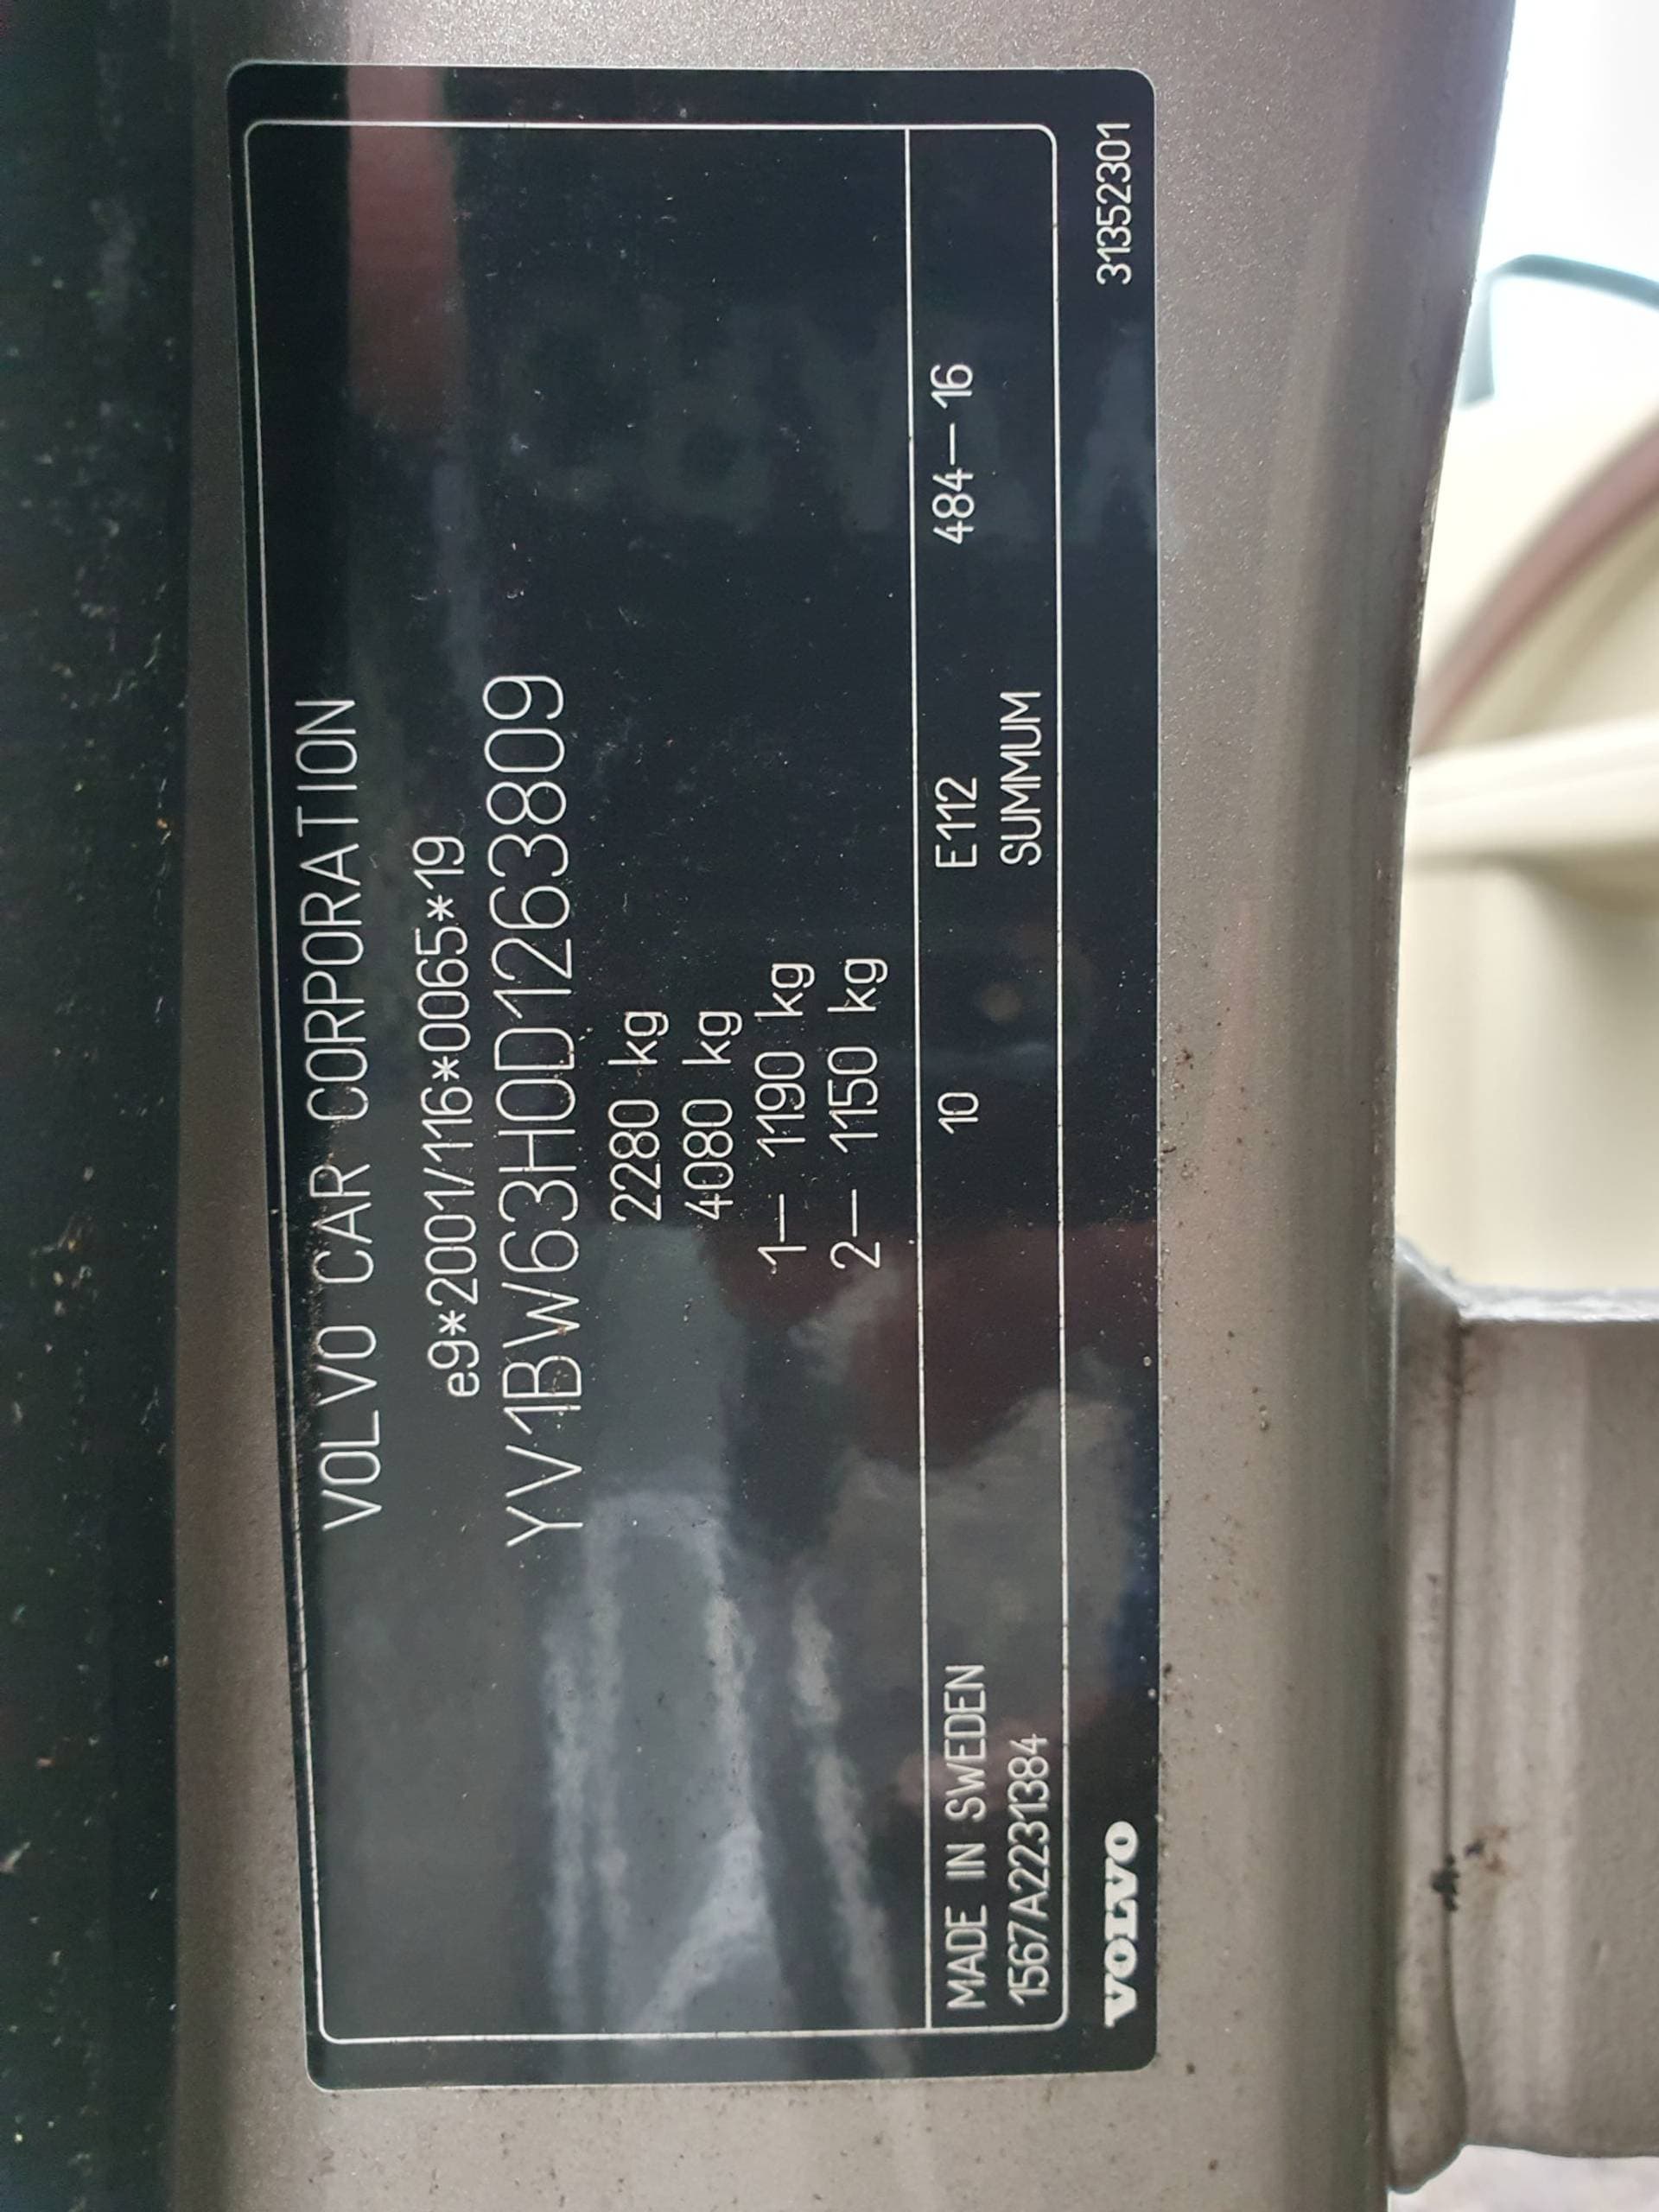 VOLVO CAR CORPORATION
e9*2001/116*0065*19
YV1BW63H0D1263809
2280 kg
4080 kg
1— 1190 kg
2— 1150 kg
MADE IN SWEDEN 10 E112 484—16
1567A2231384 SUMMUM
VOLVO 31352301